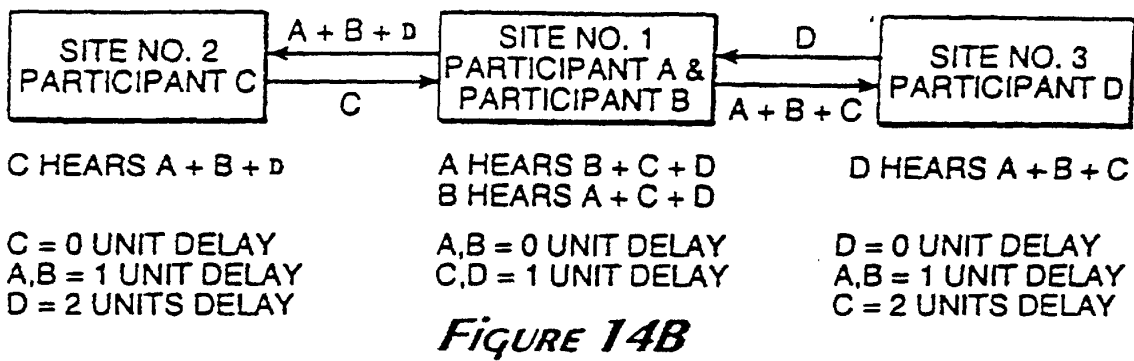 SITE NO. 2
PARTICIPANT C
A + B + D
C
SITE NO. 1
PARTICIPANT A &
PARTICIPANT B
D
A + B + C
SITE NO. 3
PARTICIPANT D
C HEARS A + B + D
A HEARS B + C + D
B HEARS A + C + D
D HEARS A + B + C
C = 0 UNIT DELAY
A,B = 1 UNIT DELAY
D = 2 UNITS DELAY
A,B = 0 UNIT DELAY
C,D = 1 UNIT DELAY
D = 0 UNIT DELAY
A,B = 1 UNIT DELAY
C = 2 UNITS DELAY
FIGURE 14B